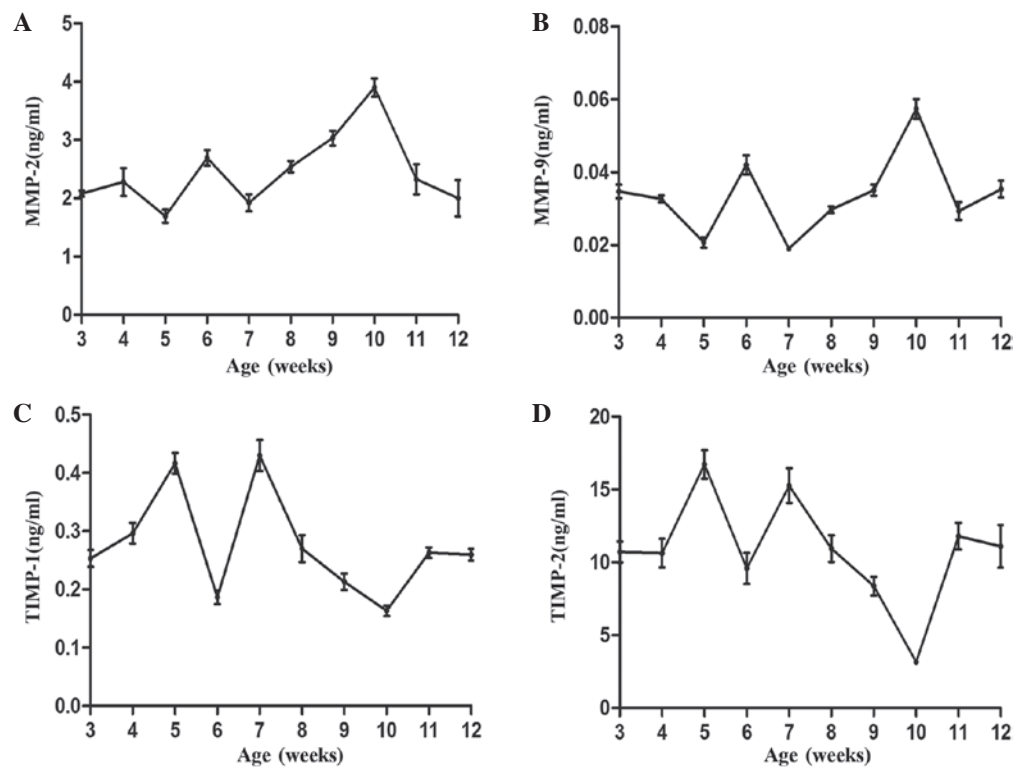 A
MMP-2(ng/ml)
5
4
3
2
1
0
3 4 5 6 7 8 9 10 11 12
Age (weeks)
B
MMP-9(ng/ml)
0.08
0.06
0.04
0.02
0.00
3 4 5 6 7 8 9 10 11 12
Age (weeks)
C
TIMP-1(ng/ml)
0.5
0.4
0.3
0.2
0.1
0.0
3 4 5 6 7 8 9 10 11 12
Age (weeks)
D
TIMP-2(ng/ml)
20
15
10
5
0
3 4 5 6 7 8 9 10 11 12
Age (weeks)